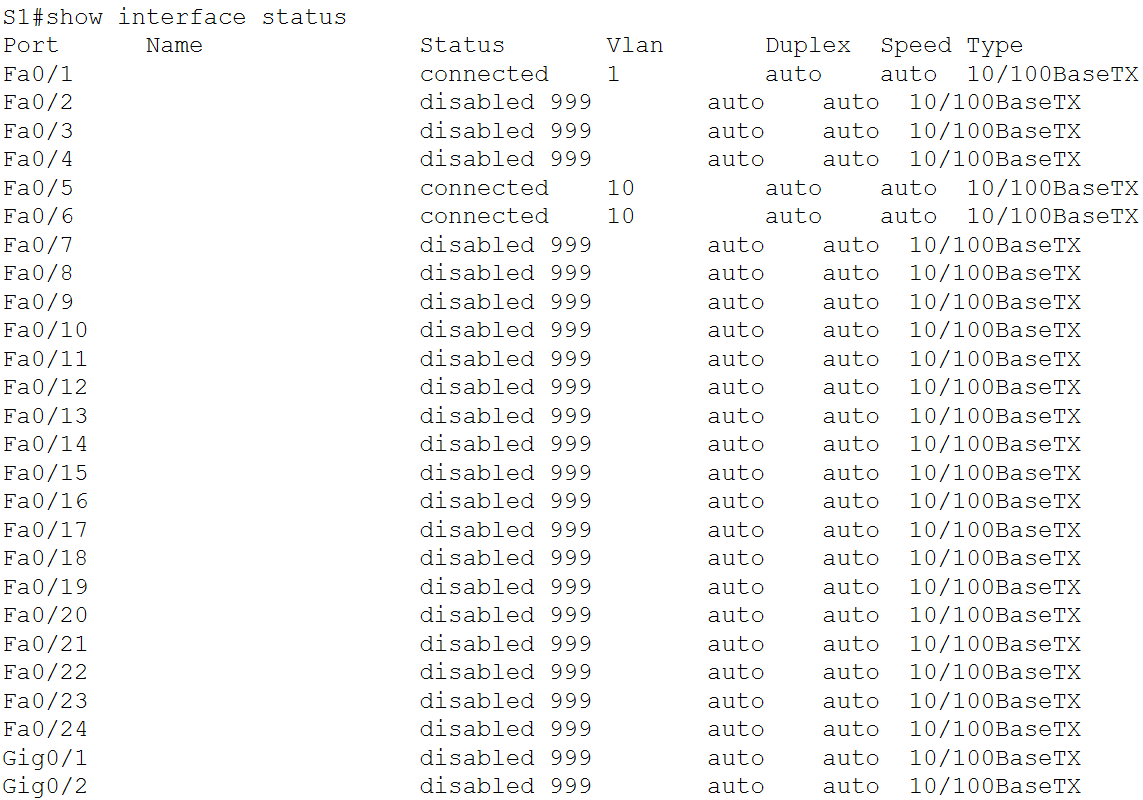 S1#show interface status
Port      Name               Status       Vlan       Duplex  Speed Type
Fa0/1                        connected    1          auto    auto  10/100BaseTX
Fa0/2                        disabled 999        auto    auto  10/100BaseTX
Fa0/3                        disabled 999        auto    auto  10/100BaseTX
Fa0/4                        disabled 999        auto    auto  10/100BaseTX
Fa0/5                        connected    10         auto    auto  10/100BaseTX
Fa0/6                        connected    10         auto    auto  10/100BaseTX
Fa0/7                        disabled 999        auto    auto  10/100BaseTX
Fa0/8                        disabled 999        auto    auto  10/100BaseTX
Fa0/9                        disabled 999        auto    auto  10/100BaseTX
Fa0/10                       disabled 999        auto    auto  10/100BaseTX
Fa0/11                       disabled 999        auto    auto  10/100BaseTX
Fa0/12                       disabled 999        auto    auto  10/100BaseTX
Fa0/13                       disabled 999        auto    auto  10/100BaseTX
Fa0/14                       disabled 999        auto    auto  10/100BaseTX
Fa0/15                       disabled 999        auto    auto  10/100BaseTX
Fa0/16                       disabled 999        auto    auto  10/100BaseTX
Fa0/17                       disabled 999        auto    auto  10/100BaseTX
Fa0/18                       disabled 999        auto    auto  10/100BaseTX
Fa0/19                       disabled 999        auto    auto  10/100BaseTX
Fa0/20                       disabled 999        auto    auto  10/100BaseTX
Fa0/21                       disabled 999        auto    auto  10/100BaseTX
Fa0/22                       disabled 999        auto    auto  10/100BaseTX
Fa0/23                       disabled 999        auto    auto  10/100BaseTX
Fa0/24                       disabled 999        auto    auto  10/100BaseTX
Gig0/1                       disabled 999        auto    auto  10/100BaseTX
Gig0/2                       disabled 999        auto    auto  10/100BaseTX